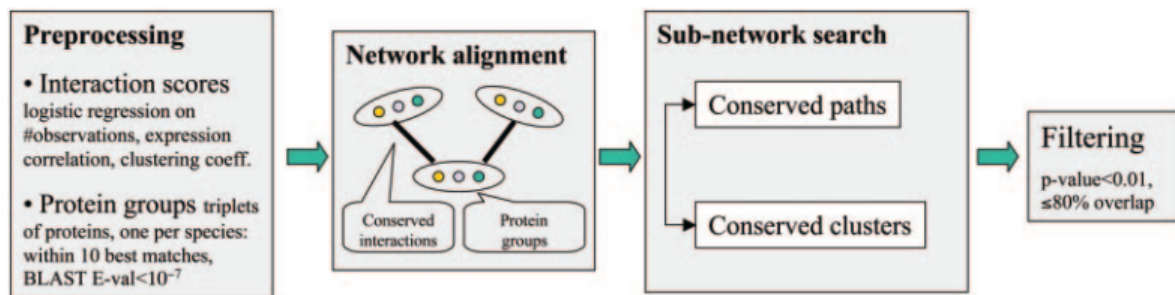 Preprocessing
• Interaction scores
logistic regression on
#observations, expression
correlation, clustering coeff.
• Protein groups triplets
of proteins, one per species:
within 10 best matches,
BLAST E-val<10⁻⁷
Network alignment
Conserved
interactions
Protein
groups
Sub-network search
Conserved paths
Conserved clusters
Filtering
p-value<0.01,
≤80% overlap